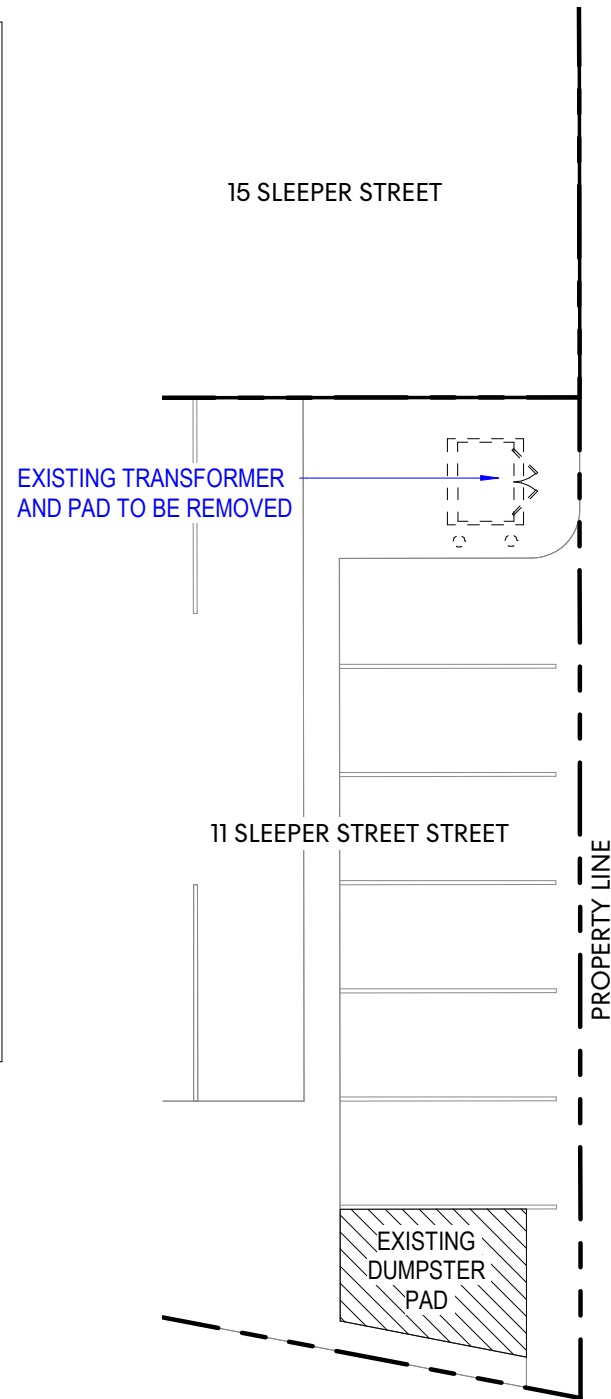 15 SLEEPER STREET
EXISTING TRANSFORMER
AND PAD TO BE REMOVED
11 SLEEPER STREET STREET
PROPERTY LINE
EXISTING
DUMPSTER
PAD